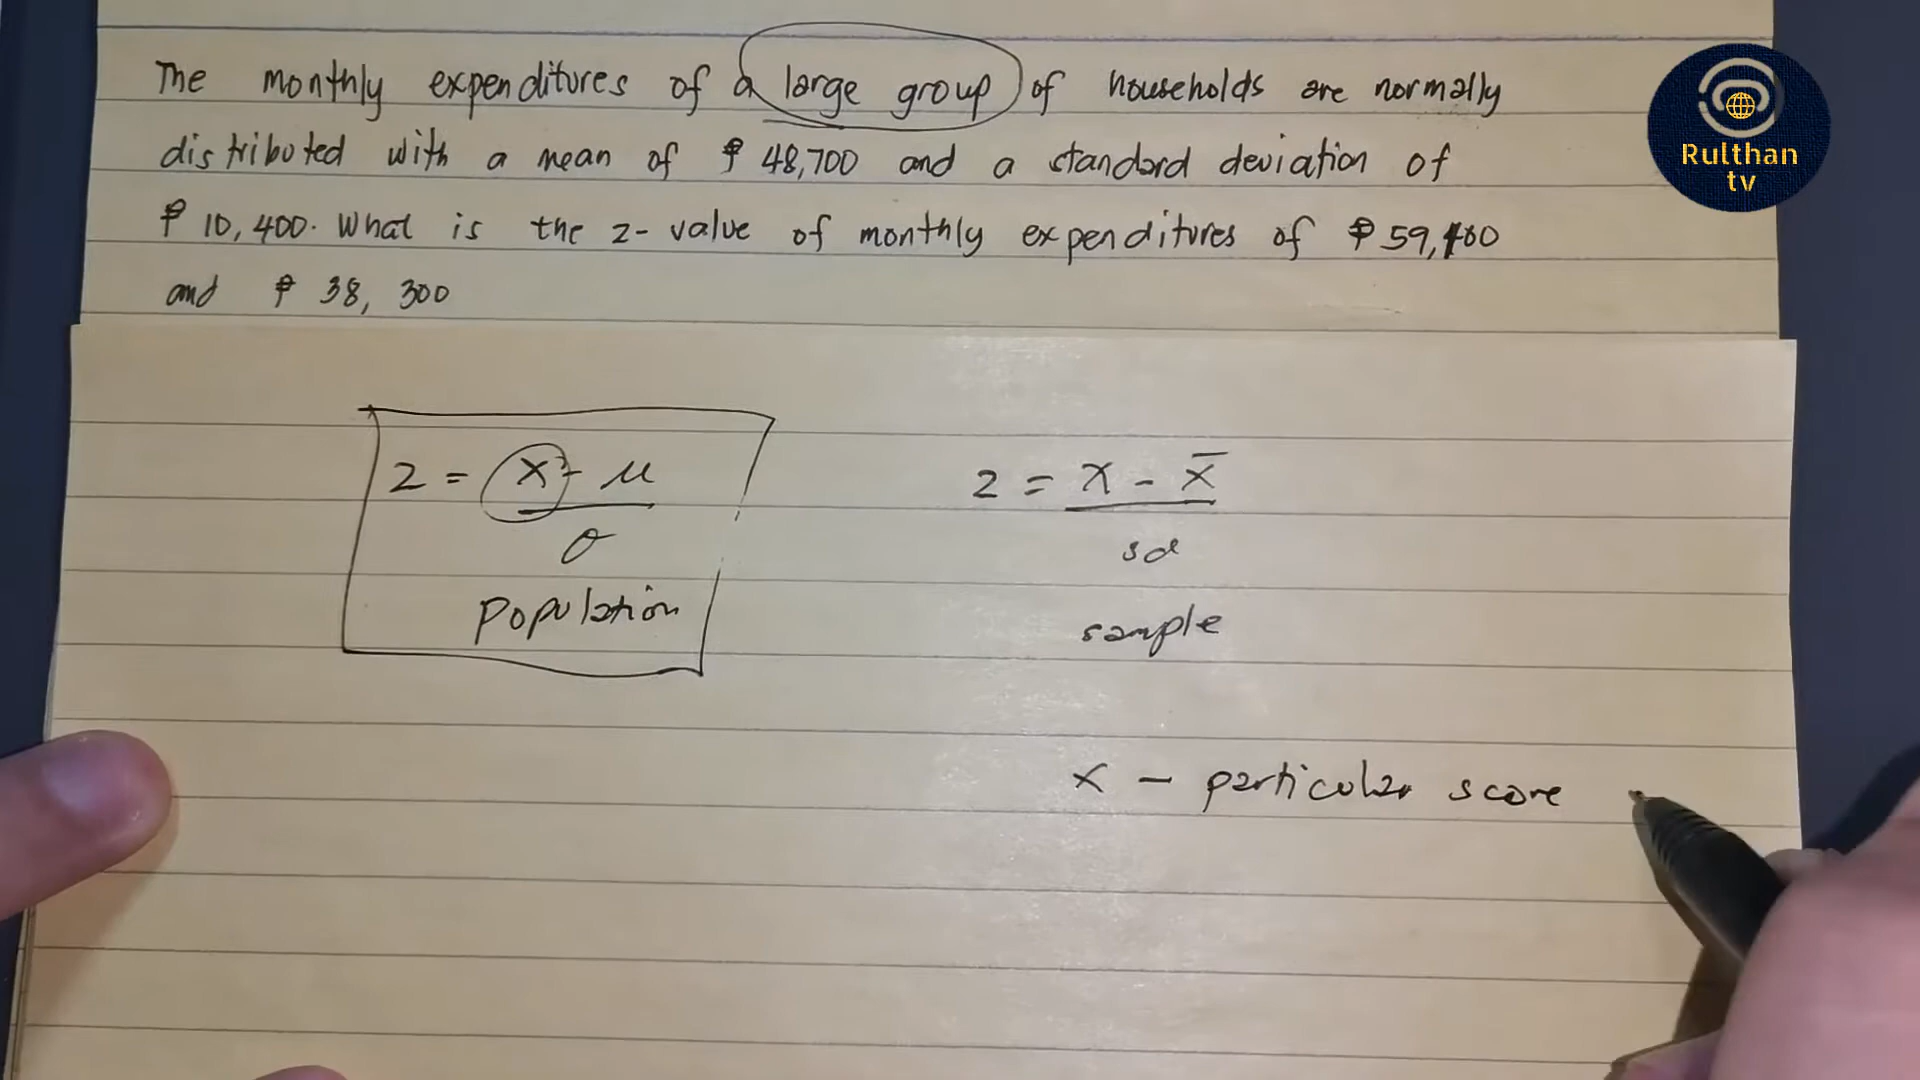 The monthly expenditures of a large group of households are normally
distributed with a mean of ₱ 48,700 and a standard deviation of
₱ 10,400. What is the z-value of monthly expenditures of ₱ 59,100
and ₱ 38, 300
Rulthan
tv
z = x - μ
σ
population
z = x - x̄
sd
sample
x - particular score